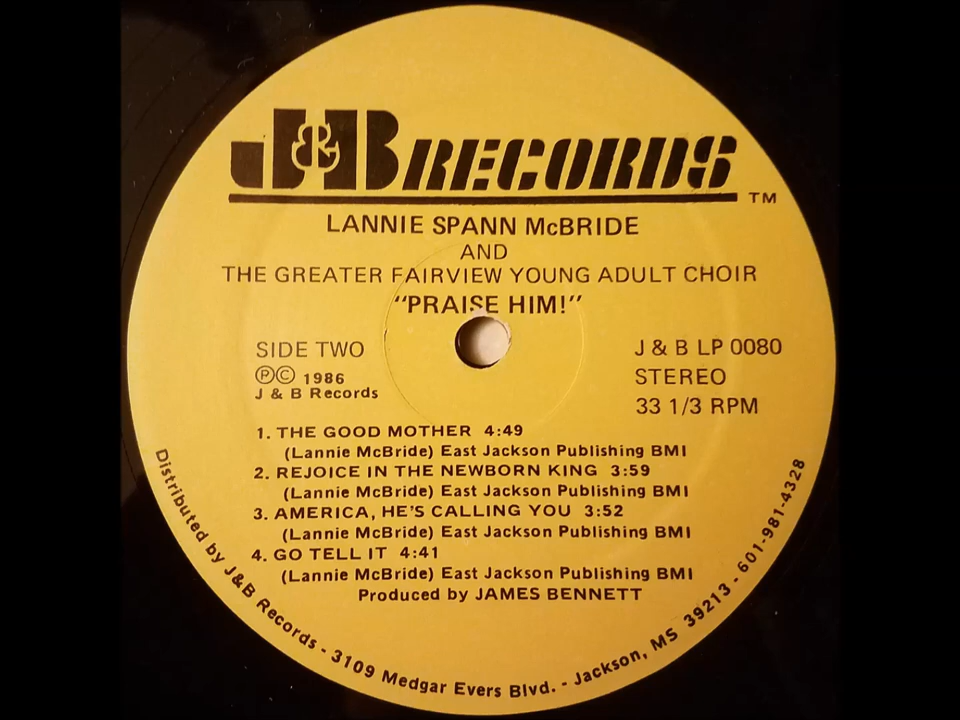 J&B RECORDS TM
LANNIE SPANN McBRIDE
AND
THE GREATER FAIRVIEW YOUNG ADULT CHOIR
"PRAISE HIM!"
SIDE TWO
Ⓟ© 1986
J & B Records
J & B LP 0080
STEREO
33 1/3 RPM
1. THE GOOD MOTHER 4:49
(Lannie McBride) East Jackson Publishing BMI
2. REJOICE IN THE NEWBORN KING 3:59
(Lannie McBride) East Jackson Publishing BMI
3. AMERICA, HE'S CALLING YOU 3:52
(Lannie McBride) East Jackson Publishing BMI
4. GO TELL IT 4:41
(Lannie McBride) East Jackson Publishing BMI
Produced by JAMES BENNETT
Distributed by J&B Records - 3109 Medgar Evers Blvd. - Jackson, MS 39213 - 601-981-4328